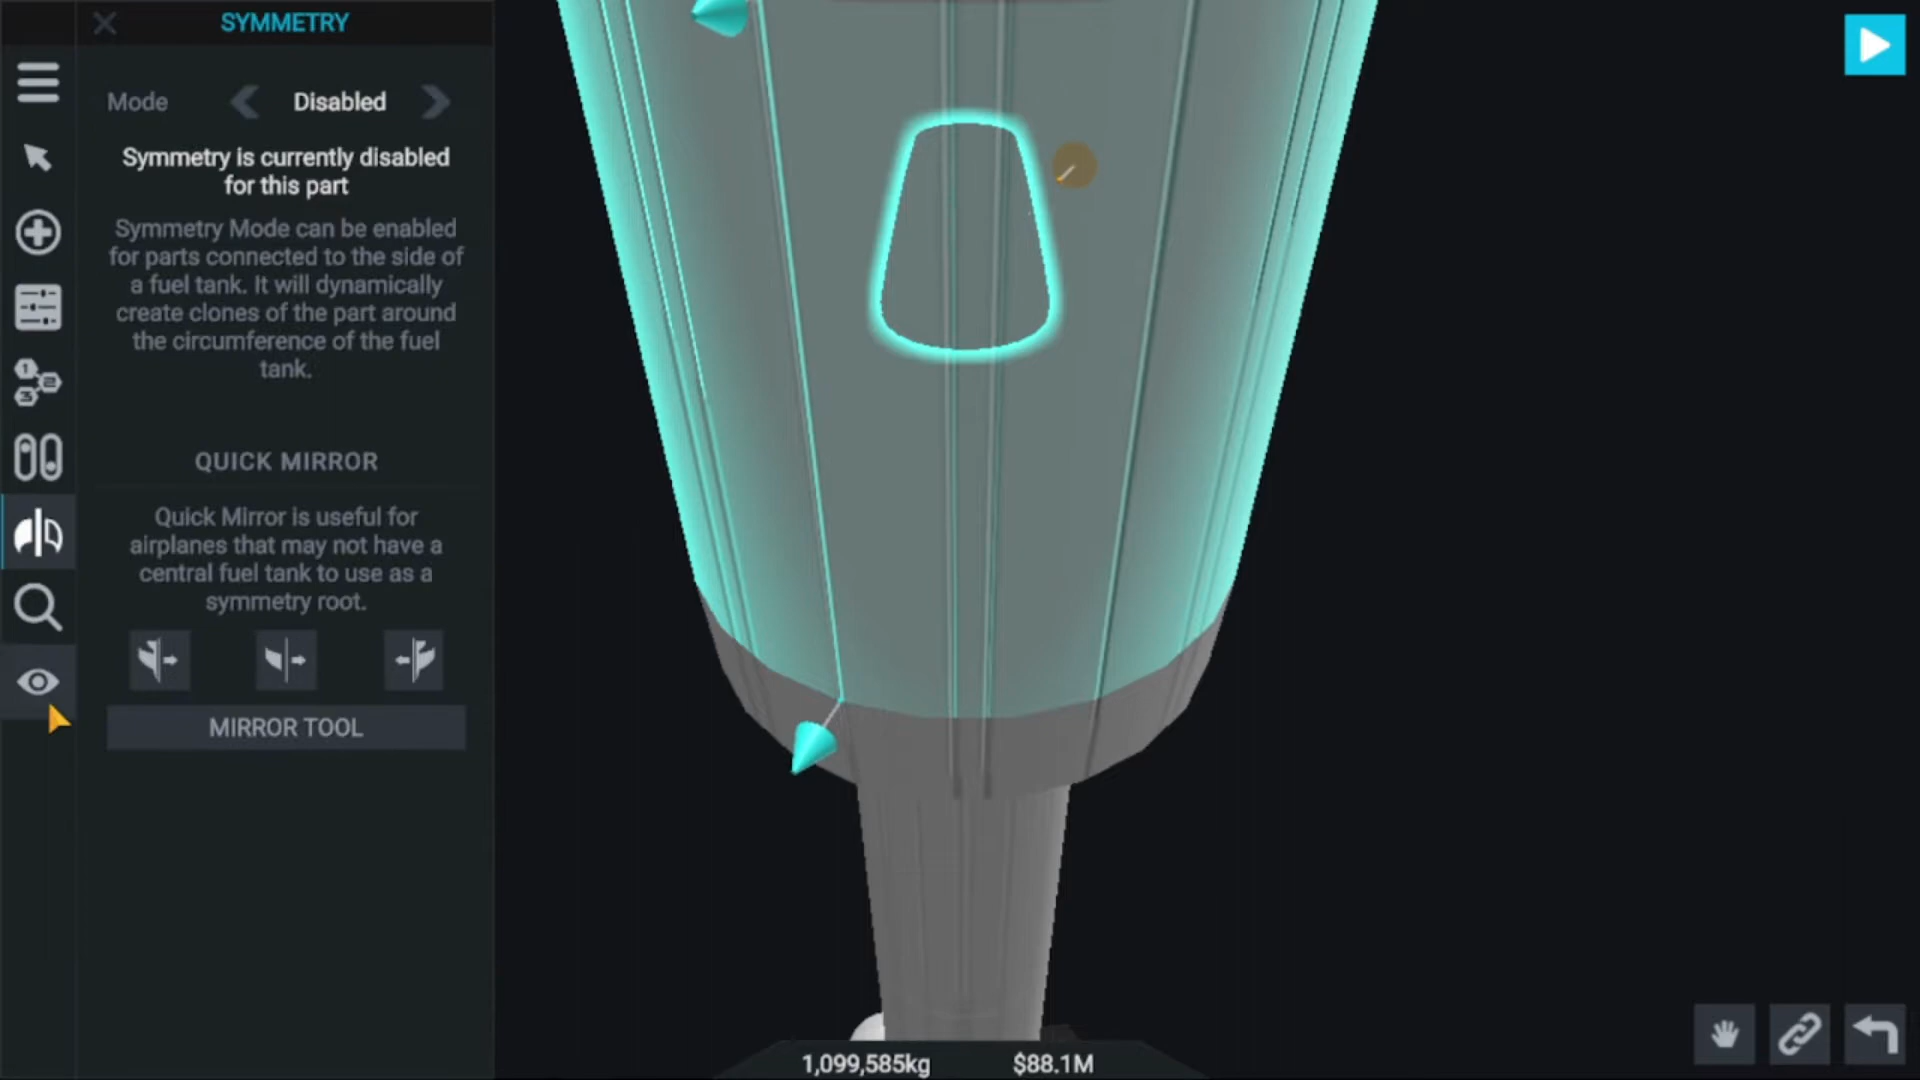 SYMMETRY
Mode
Disabled
Symmetry is currently disabled
for this part
Symmetry Mode can be enabled
for parts connected to the side of
a fuel tank. It will dynamically
create clones of the part around
the circumference of the fuel
tank.
QUICK MIRROR
Quick Mirror is useful for
airplanes that may not have a
central fuel tank to use as a
symmetry root.
MIRROR TOOL
1,099,585kg
$88.1M
1
2
3